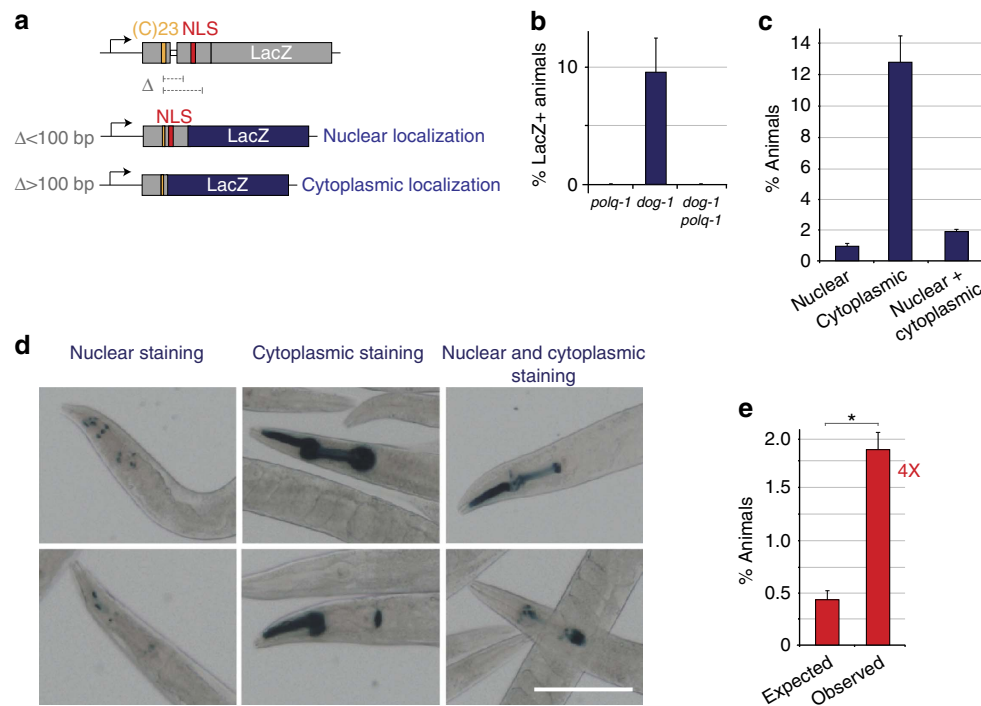 a
(C)23 NLS
LacZ
Δ
NLS
Δ<100 bp
LacZ
Nuclear localization
Δ>100 bp
LacZ
Cytoplasmic localization
b
% LacZ+ animals
10
0
polq-1
dog-1
dog-1
polq-1
c
% Animals
14
12
10
8
6
4
2
0
Nuclear
Cytoplasmic
Nuclear +
cytoplasmic
d
Nuclear staining
Cytoplasmic staining
Nuclear and cytoplasmic
staining
e
% Animals
*
2.0
4X
1.5
1.0
0.5
0
Expected
Observed